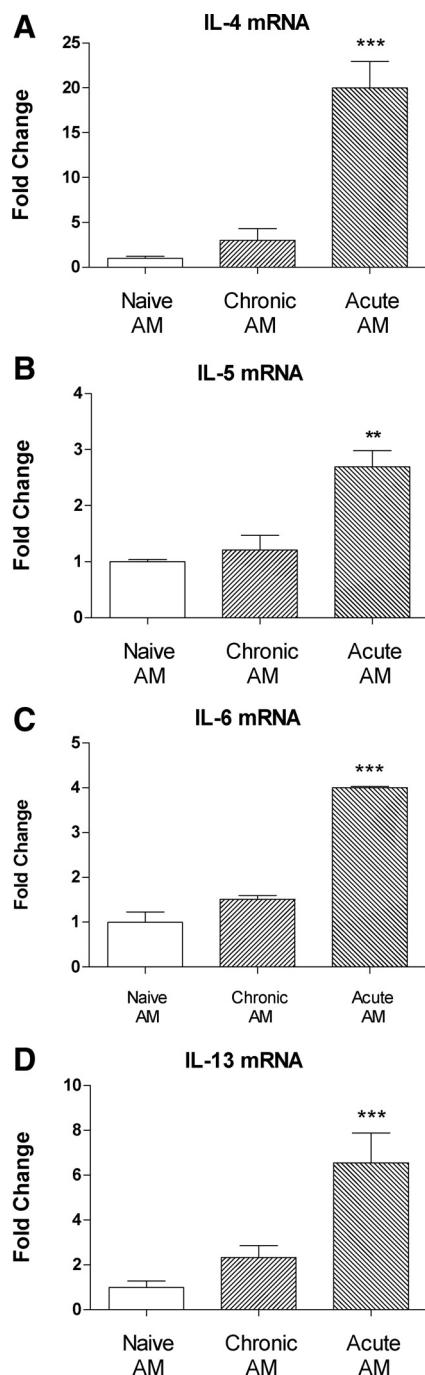 A
IL-4 mRNA
***
25
20
15
10
5
0
Fold Change
Naive
AM
Chronic
AM
Acute
AM
B
IL-5 mRNA
**
4
3
2
1
0
Fold Change
Naive
AM
Chronic
AM
Acute
AM
C
IL-6 mRNA
***
5
4
3
2
1
0
Fold Change
Naive
AM
Chronic
AM
Acute
AM
D
IL-13 mRNA
***
10
8
6
4
2
0
Fold Change
Naive
AM
Chronic
AM
Acute
AM